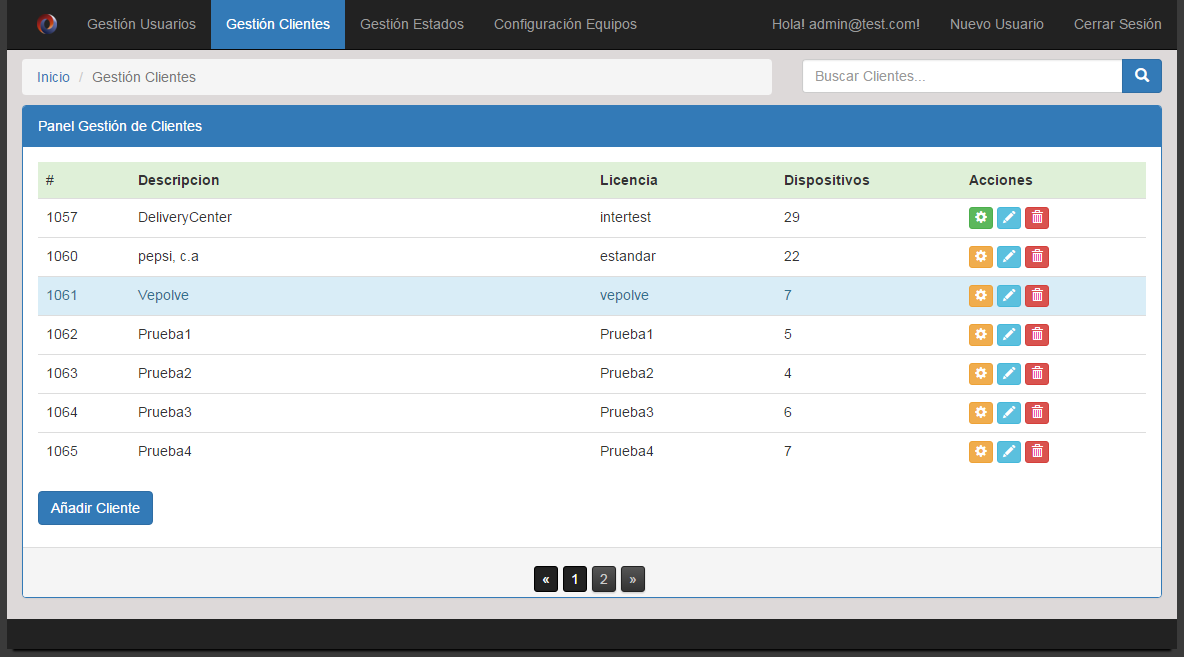 Gestión Usuarios Gestión Clientes Gestión Estados Configuración Equipos Hola! admin@test.com! Nuevo Usuario Cerrar Sesión
Inicio / Gestión Clientes Buscar Clientes...
Panel Gestión de Clientes
# Descripcion Licencia Dispositivos Acciones
1057 DeliveryCenter intertest 29
1060 pepsi, c.a estandar 22
1061 Vepolve vepolve 7
1062 Prueba1 Prueba1 5
1063 Prueba2 Prueba2 4
1064 Prueba3 Prueba3 6
1065 Prueba4 Prueba4 7
Añadir Cliente
« 1 2 »